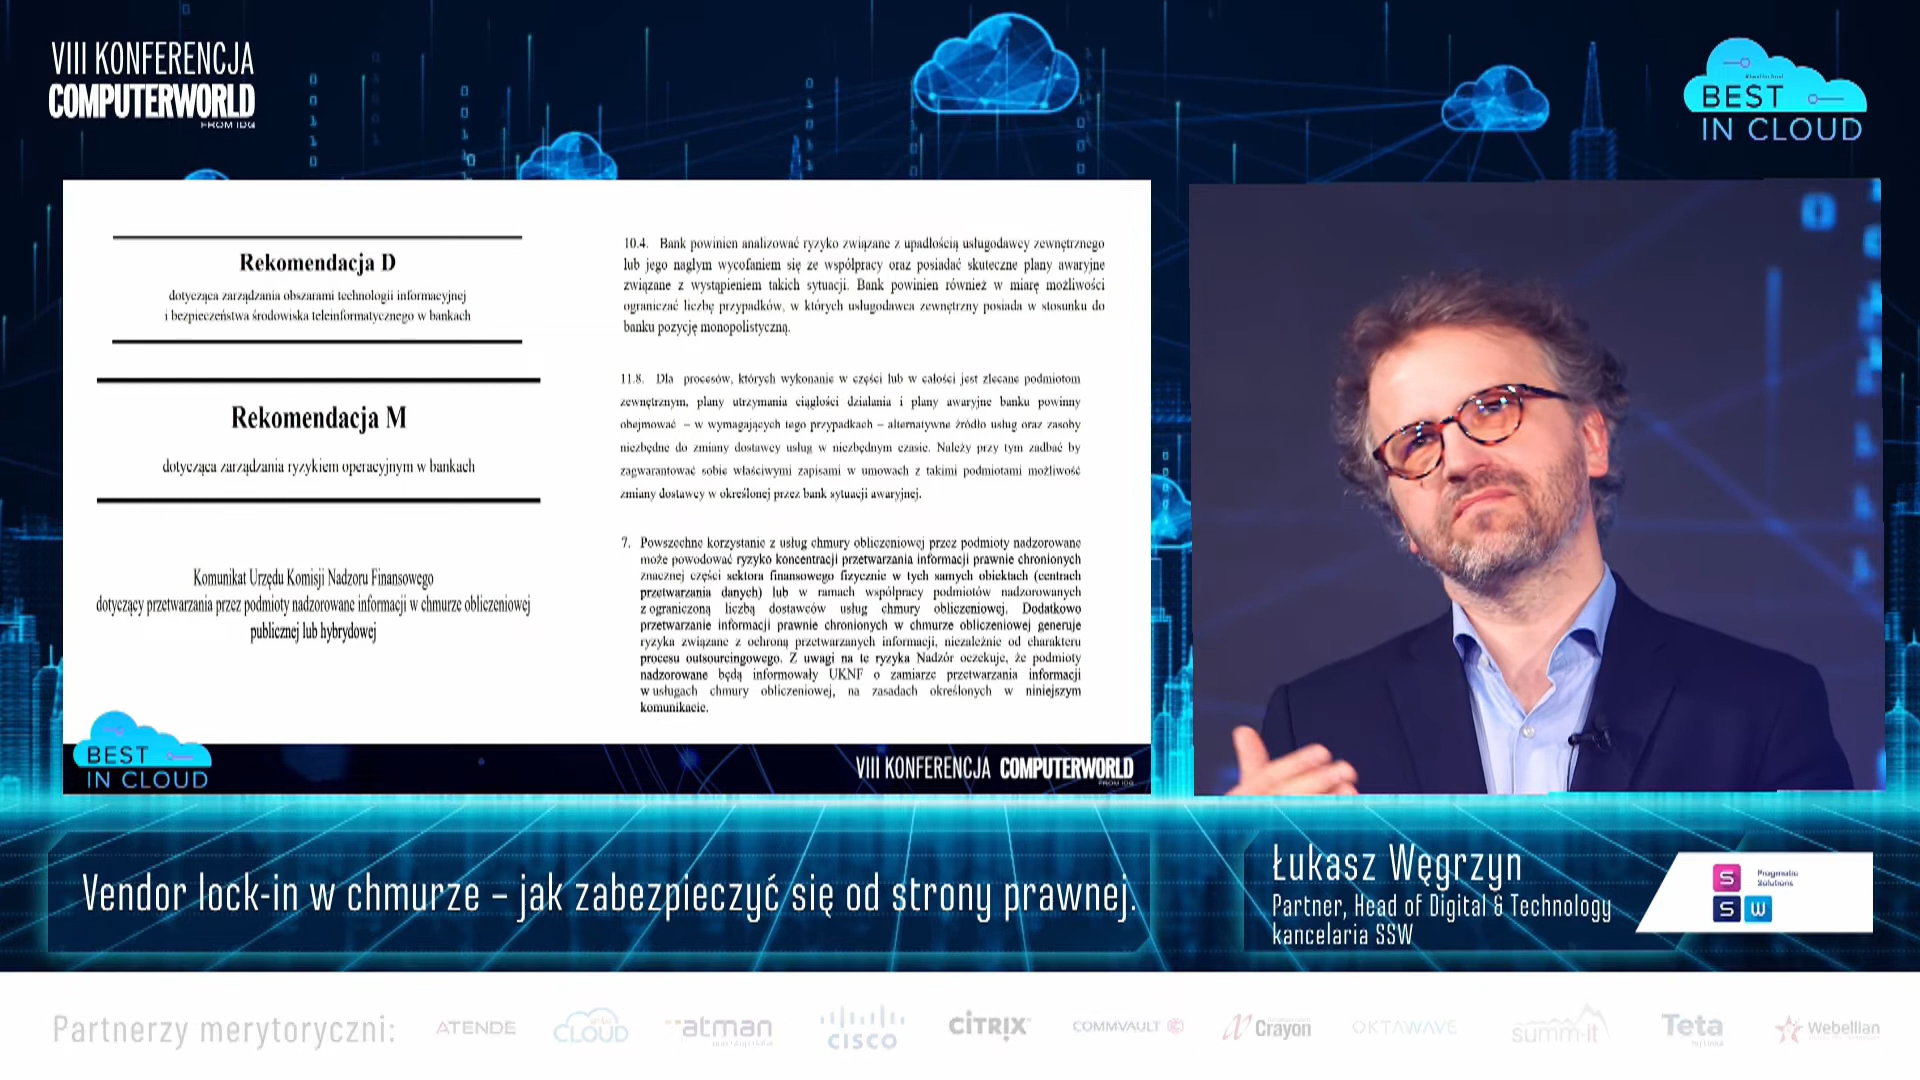 VIII KONFERENCJA
COMPUTERWORLD
FROM IDG
BEST
IN CLOUD
Rekomendacja D
dotycząca zarządzania obszarami technologii informacyjnej
i bezpieczeństwa środowiska teleinformatycznego w bankach
Rekomendacja M
dotycząca zarządzania ryzykiem operacyjnym w bankach
Komunikat Urzędu Komisji Nadzoru Finansowego
dotyczący przetwarzania przez podmioty nadzorowane informacji w chmurze obliczeniowej
publicznej lub hybrydowej
10.4. Bank powinien analizować ryzyko związane z upadłością usługodawcy zewnętrznego
lub jego nagłym wycofaniem się ze współpracy oraz posiadać skuteczne plany awaryjne
związane z wystąpieniem takich sytuacji. Bank powinien również w miarę możliwości
ograniczać liczbę przypadków, w których usługodawca zewnętrzny posiada w stosunku do
banku pozycję monopolistyczną.
11.8. Dla procesów, których wykonanie w części lub w całości jest zlecane podmiotom
zewnętrznym, plany utrzymania ciągłości działania i plany awaryjne banku powinny
obejmować – w wymagających tego przypadkach – alternatywne źródło usług oraz zasoby
niezbędne do zmiany dostawcy usług w niezbędnym czasie. Należy przy tym zadbać by
zagwarantować sobie właściwymi zapisami w umowach z takimi podmiotami możliwość
zmiany dostawcy w określonej przez bank sytuacji awaryjnej.
7. Powszechne korzystanie z usług chmury obliczeniowej przez podmioty nadzorowane
może powodować ryzyko koncentracji przetwarzania informacji prawnie chronionych
znacznej części sektora finansowego fizycznie w tych samych obiektach (centrach
przetwarzania danych) lub w ramach współpracy podmiotów nadzorowanych
z ograniczoną liczbą dostawców usług chmury obliczeniowej. Dodatkowo
przetwarzanie informacji prawnie chronionych w chmurze obliczeniowej generuje
ryzyka związane z ochroną przetwarzanych informacji, niezależnie od charakteru
procesu outsourcingowego. Z uwagi na te ryzyka Nadzór oczekuje, że podmioty
nadzorowane będą informowały UKNF o zamiarze przetwarzania informacji
w usługach chmury obliczeniowej, na zasadach określonych w niniejszym
komunikacie.
BEST
IN CLOUD
VIII KONFERENCJA COMPUTERWORLD
FROM IDG
Vendor lock-in w chmurze – jak zabezpieczyć się od strony prawnej.
Łukasz Węgrzyn
Partner, Head of Digital & Technology
kancelaria SSW
S Pragmatic
Solutions
S W
Partnerzy merytoryczni: ATENDE CLOUD atman CISCO CITRIX COMMVAULT Crayon OKTAWAVE summ-it Teta Webellian